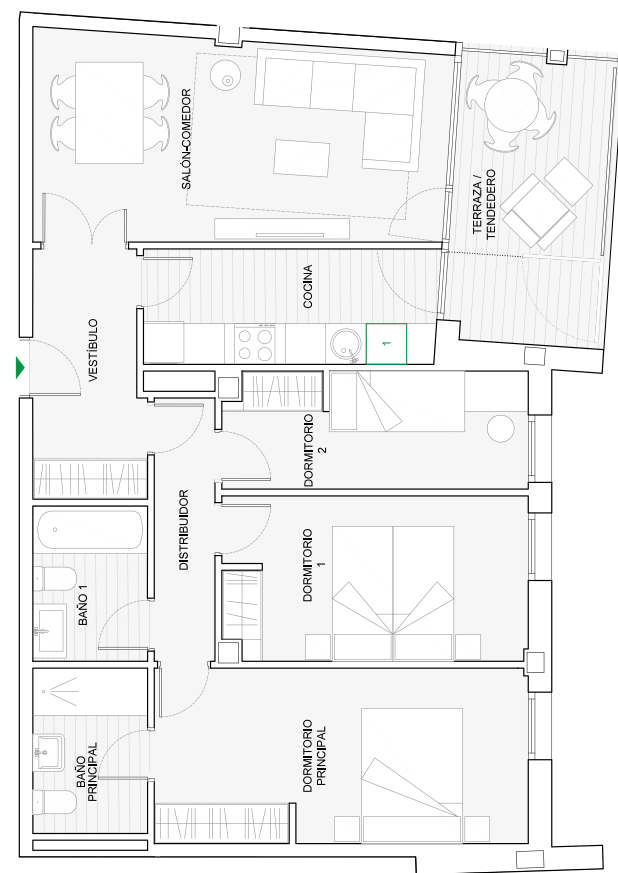 SALÓN-COMEDOR
TERRAZA /
TENDEDERO
COCINA
1
VESTÍBULO
DORMITORIO
2
DISTRIBUIDOR
DORMITORIO
1
BAÑO 1
DORMITORIO
PRINCIPAL
BAÑO
PRINCIPAL